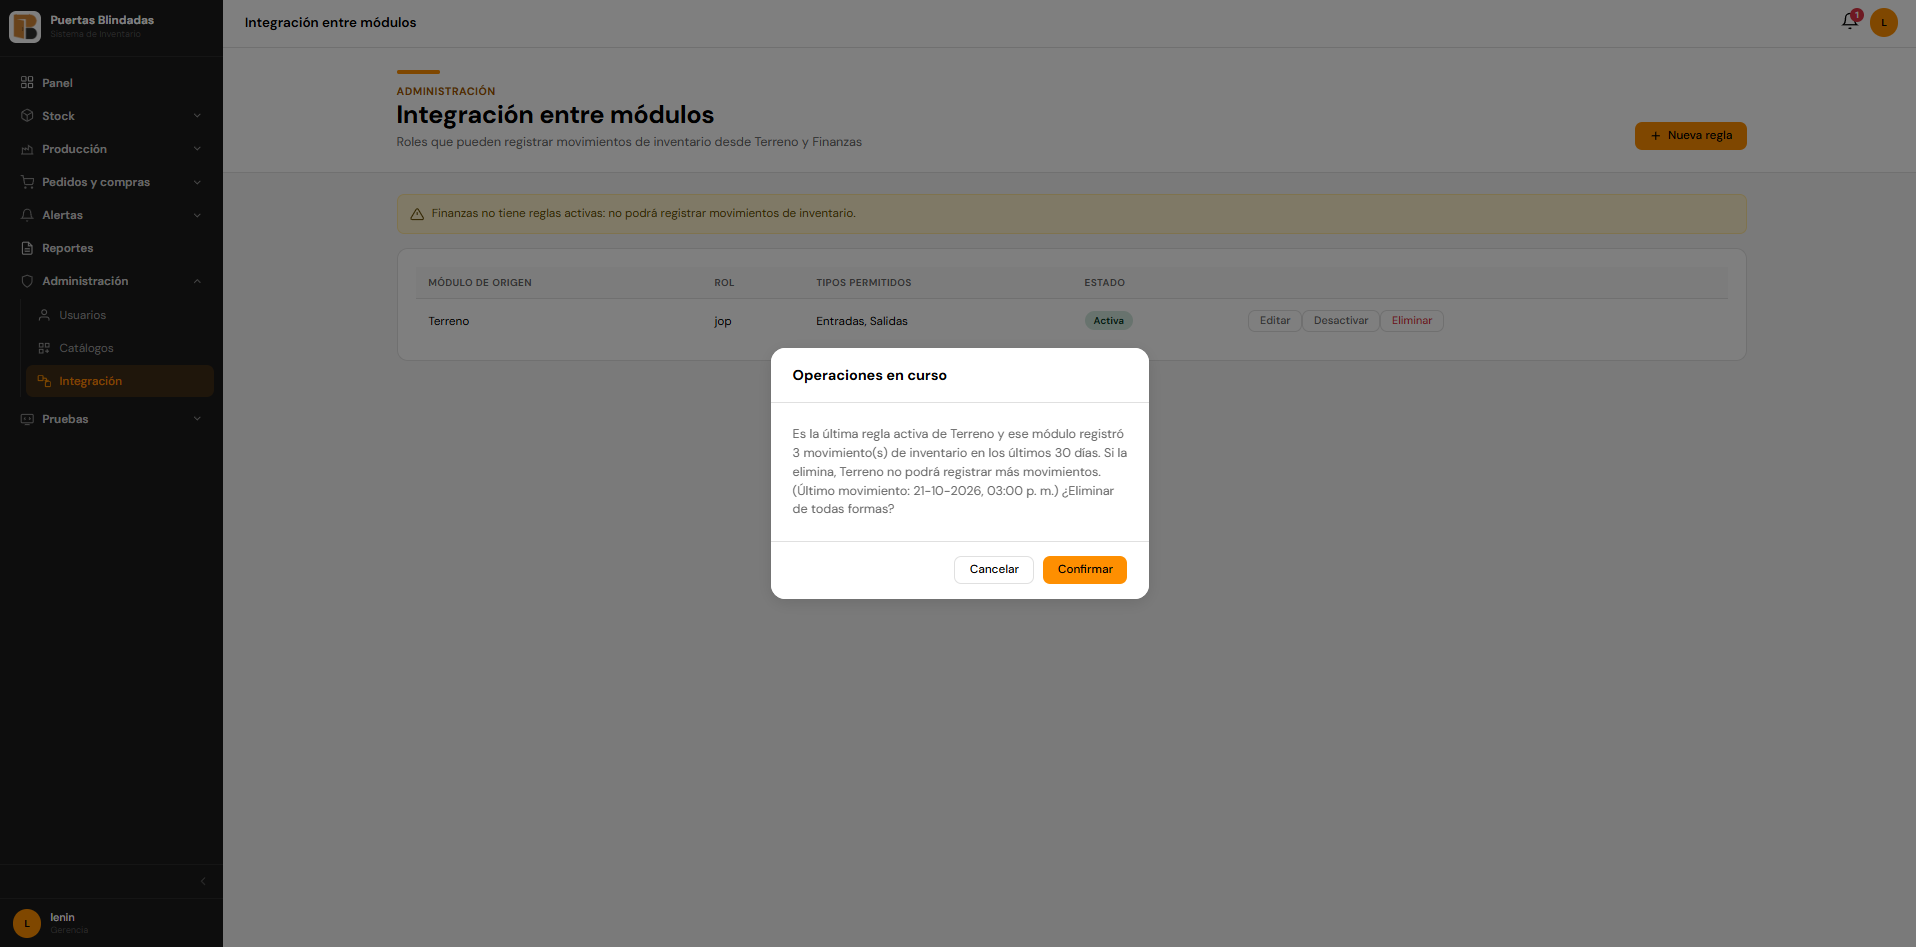 Puertas Blindadas
Sistema de Inventario
Panel
Stock
Producción
Pedidos y compras
Alertas
Reportes
Administración
Usuarios
Catálogos
Integración
Pruebas
L
lenin
Gerencia
Integración entre módulos
1
L
ADMINISTRACIÓN
Integración entre módulos
Roles que pueden registrar movimientos de inventario desde Terreno y Finanzas
+ Nueva regla
Finanzas no tiene reglas activas: no podrá registrar movimientos de inventario.
MÓDULO DE ORIGEN ROL TIPOS PERMITIDOS ESTADO
Terreno jop Entradas, Salidas Activa Editar Desactivar Eliminar
Operaciones en curso
Es la última regla activa de Terreno y ese módulo registró
3 movimiento(s) de inventario en los últimos 30 días. Si la
elimina, Terreno no podrá registrar más movimientos.
(Último movimiento: 21-10-2026, 03:00 p. m.) ¿Eliminar
de todas formas?
Cancelar Confirmar